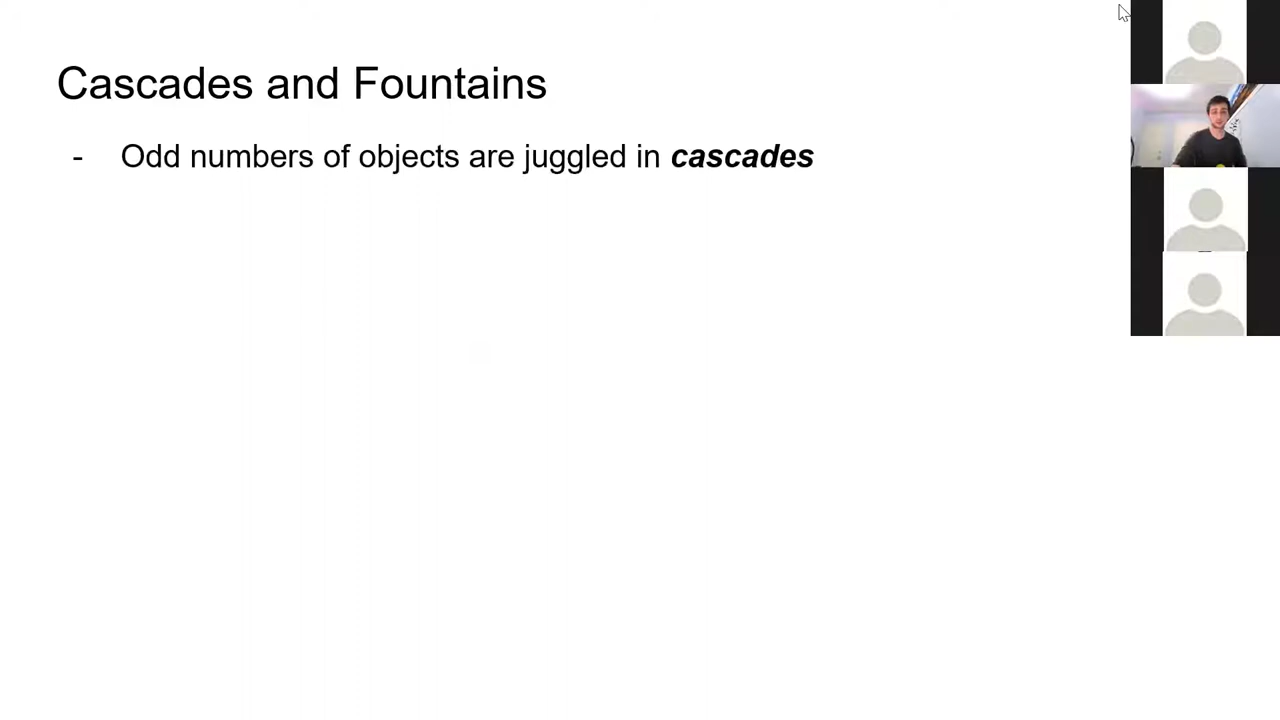 Cascades and Fountains
- Odd numbers of objects are juggled in cascades